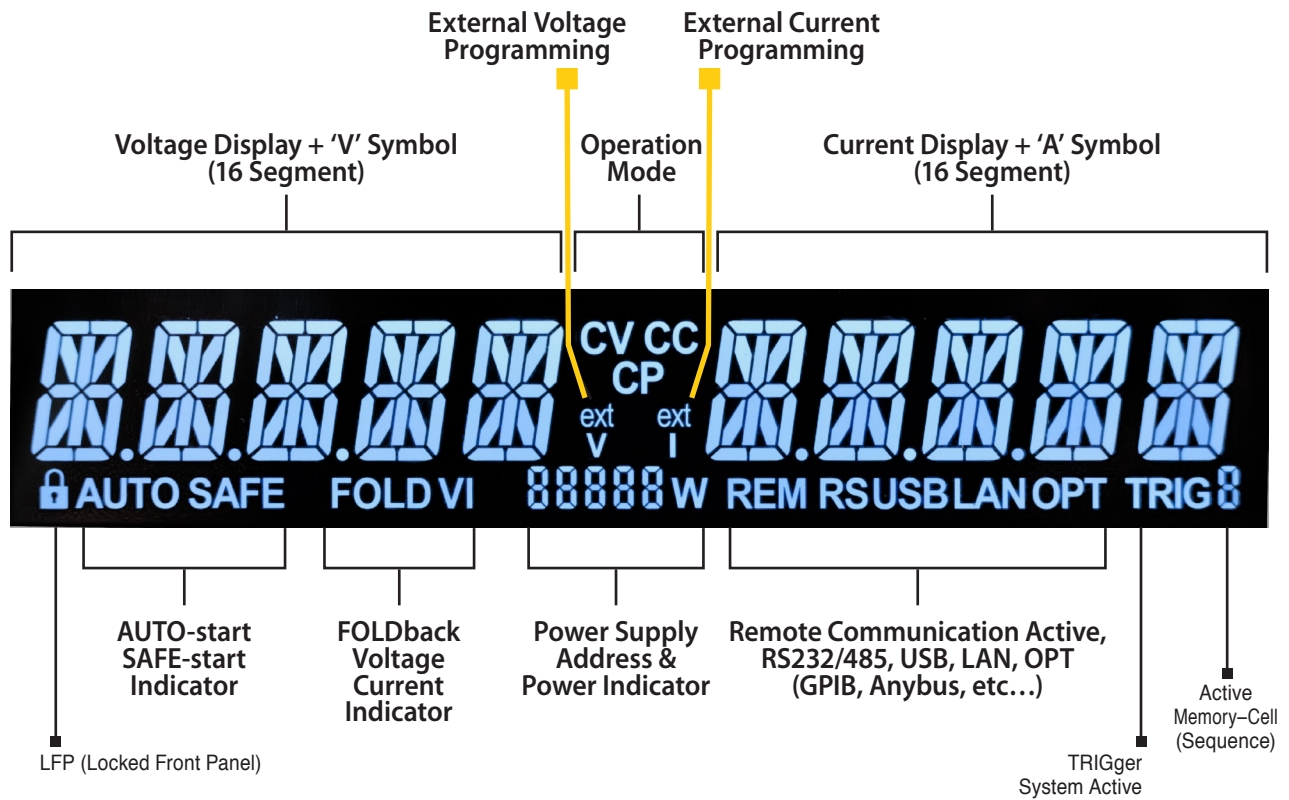 External Voltage
Programming
External Current
Programming
Voltage Display + ‘V’ Symbol
(16 Segment)
Operation
Mode
Current Display + ‘A’ Symbol
(16 Segment)
CV CC
CP
ext
V
ext
I
AUTO SAFE FOLD VI 88888 W REM RS USB LAN OPT TRIG 8
AUTO-start
SAFE-start
Indicator
FOLDback
Voltage
Current
Indicator
Power Supply
Address &
Power Indicator
Remote Communication Active,
RS232/485, USB, LAN, OPT
(GPIB, Anybus, etc…)
Active
Memory–Cell
(Sequence)
LFP (Locked Front Panel)
TRIGger
System Active